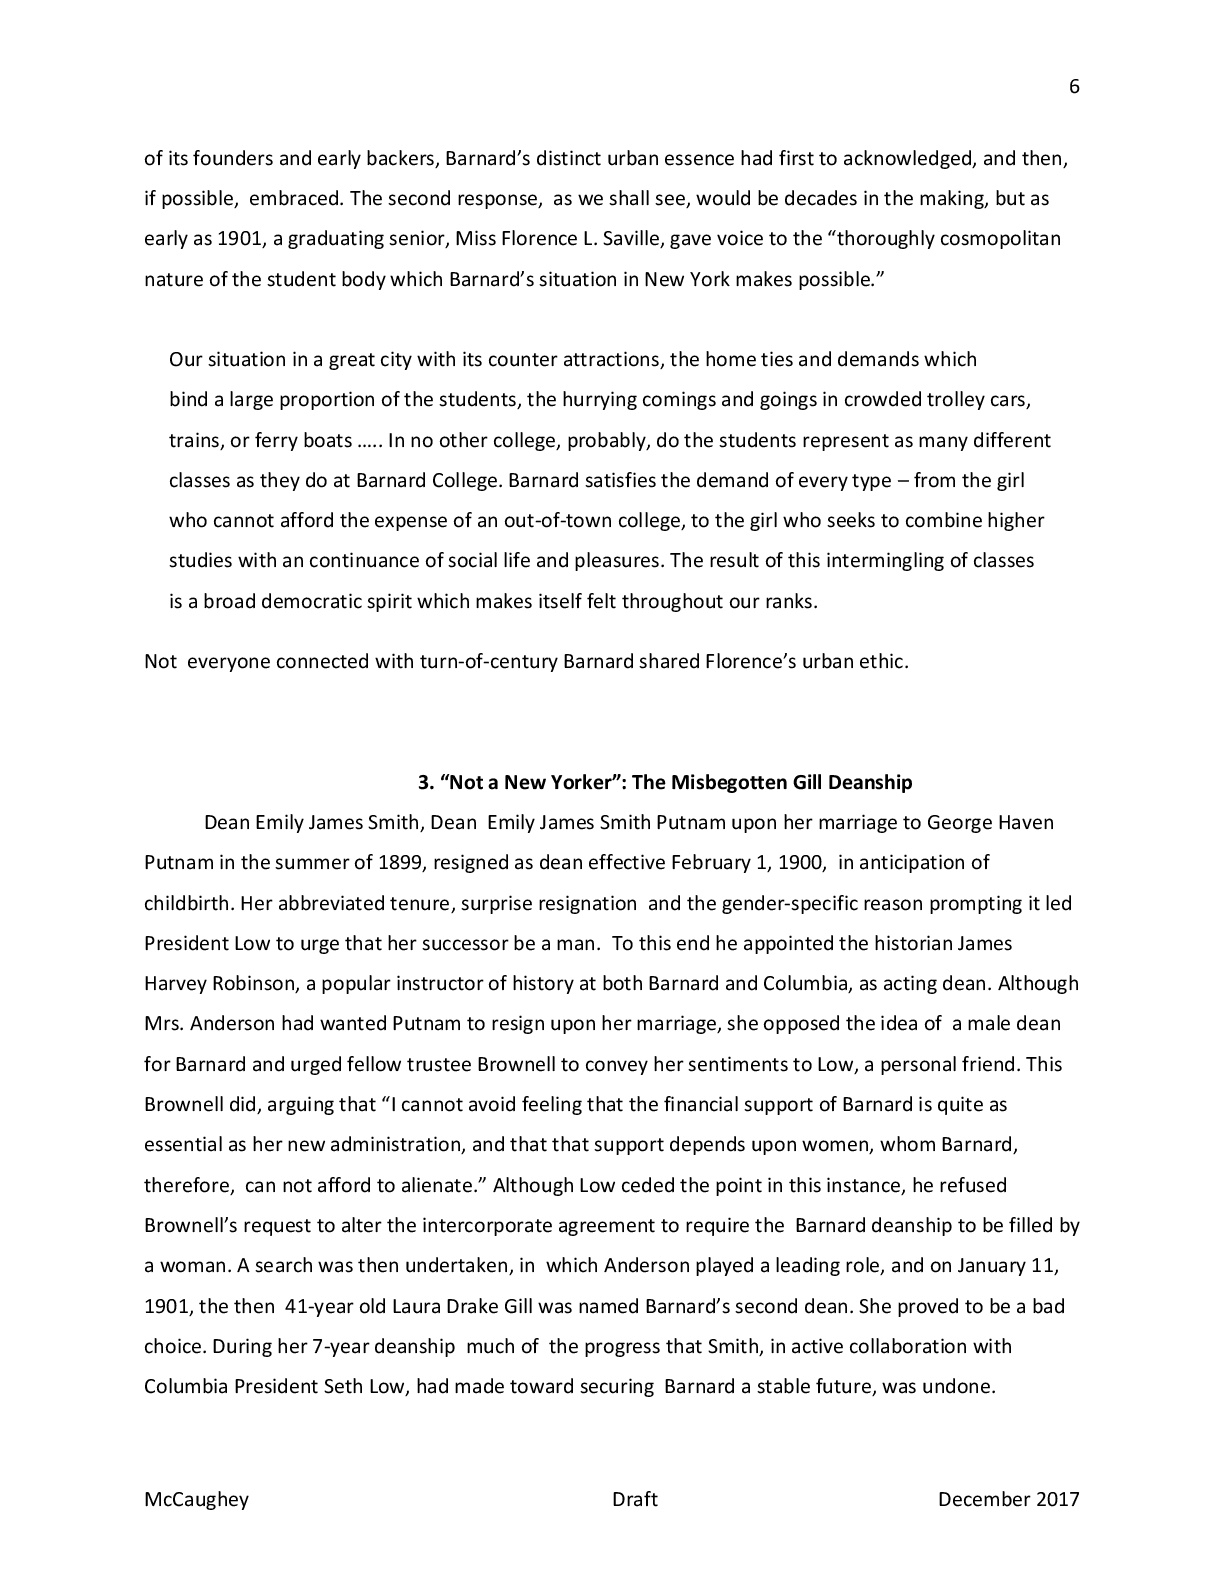 6
of its founders and early backers, Barnard’s distinct urban essence had first to acknowledged, and then,
if possible,  embraced. The second response,  as we shall see, would be decades in the making, but as
early as 1901, a graduating senior, Miss Florence L. Saville, gave voice to the “thoroughly cosmopolitan
nature of the student body which Barnard’s situation in New York makes possible.”
Our situation in a great city with its counter attractions, the home ties and demands which
bind a large proportion of the students, the hurrying comings and goings in crowded trolley cars,
trains, or ferry boats ….. In no other college, probably, do the students represent as many different
classes as they do at Barnard College. Barnard satisfies the demand of every type – from the girl
who cannot afford the expense of an out-of-town college, to the girl who seeks to combine higher
studies with an continuance of social life and pleasures. The result of this intermingling of classes
is a broad democratic spirit which makes itself felt throughout our ranks.
Not  everyone connected with turn-of-century Barnard shared Florence’s urban ethic.
3. “Not a New Yorker”: The Misbegotten Gill Deanship
Dean Emily James Smith, Dean  Emily James Smith Putnam upon her marriage to George Haven
Putnam in the summer of 1899, resigned as dean effective February 1, 1900,  in anticipation of
childbirth. Her abbreviated tenure, surprise resignation  and the gender-specific reason prompting it led
President Low to urge that her successor be a man.  To this end he appointed the historian James
Harvey Robinson, a popular instructor of history at both Barnard and Columbia, as acting dean. Although
Mrs. Anderson had wanted Putnam to resign upon her marriage, she opposed the idea of  a male dean
for Barnard and urged fellow trustee Brownell to convey her sentiments to Low, a personal friend. This
Brownell did, arguing that “I cannot avoid feeling that the financial support of Barnard is quite as
essential as her new administration, and that that support depends upon women, whom Barnard,
therefore,  can not afford to alienate.” Although Low ceded the point in this instance, he refused
Brownell’s request to alter the intercorporate agreement to require the  Barnard deanship to be filled by
a woman. A search was then undertaken, in  which Anderson played a leading role, and on January 11,
1901, the then  41-year old Laura Drake Gill was named Barnard’s second dean. She proved to be a bad
choice. During her 7-year deanship  much of  the progress that Smith, in active collaboration with
Columbia President Seth Low, had made toward securing  Barnard a stable future, was undone.
McCaughey Draft December 2017